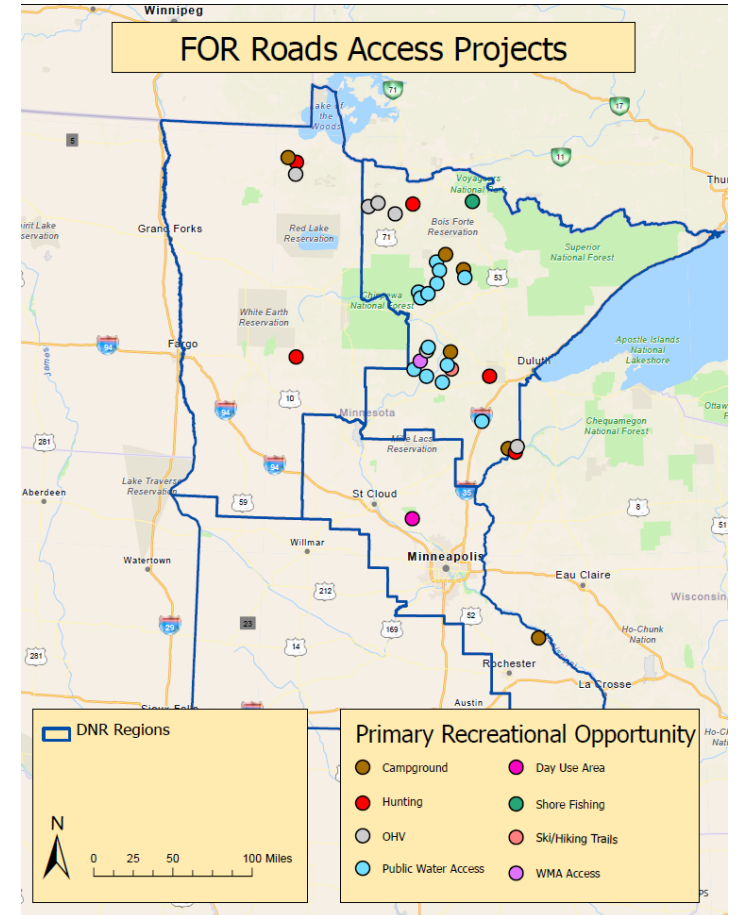 Winnipeg
FOR Roads Access Projects
71
17
Lake of
the
Woods
5
11
Voyageurs
National Park
Grand Forks
Red Lake
Reservation
71
Bois Forte
Reservation
Superior
National Forest
53
Chippewa
National Forest
White Earth
Reservation
94
Fargo
Apostle Islands
National
Lakeshore
Duluth
94
10
Minnesota
Chequamegon
National Forest
281
94
Mille Lacs
Reservation
Lake Traverse
Reservation
35
Aberdeen
59
St Cloud
8
51
Willmar
Minneapolis
Watertown
Eau Claire
212
Wisconsin
29
23
169
52
Ho-Chunk
Nation
281
14
Rochester
La Crosse
Austin
Sioux Falls
DNR Regions
N
0 25 50 100 Miles
Primary Recreational Opportunity
Campground
Hunting
OHV
Public Water Access
Day Use Area
Shore Fishing
Ski/Hiking Trails
WMA Access